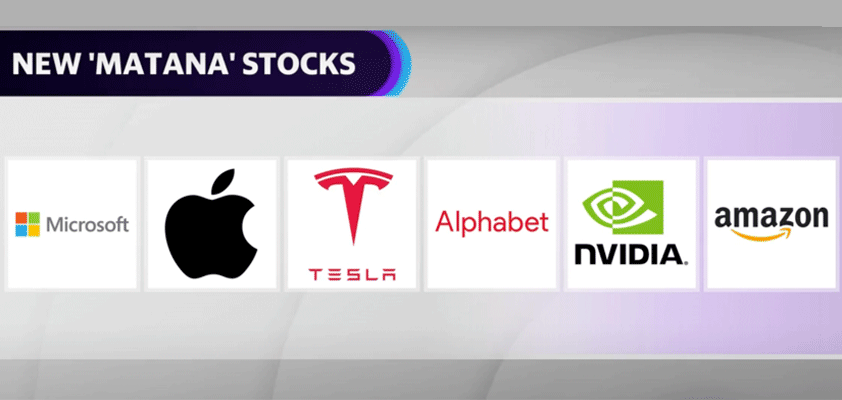 NEW 'MATANA' STOCKS
Microsoft
TESLA
Alphabet
NVIDIA.
amazon